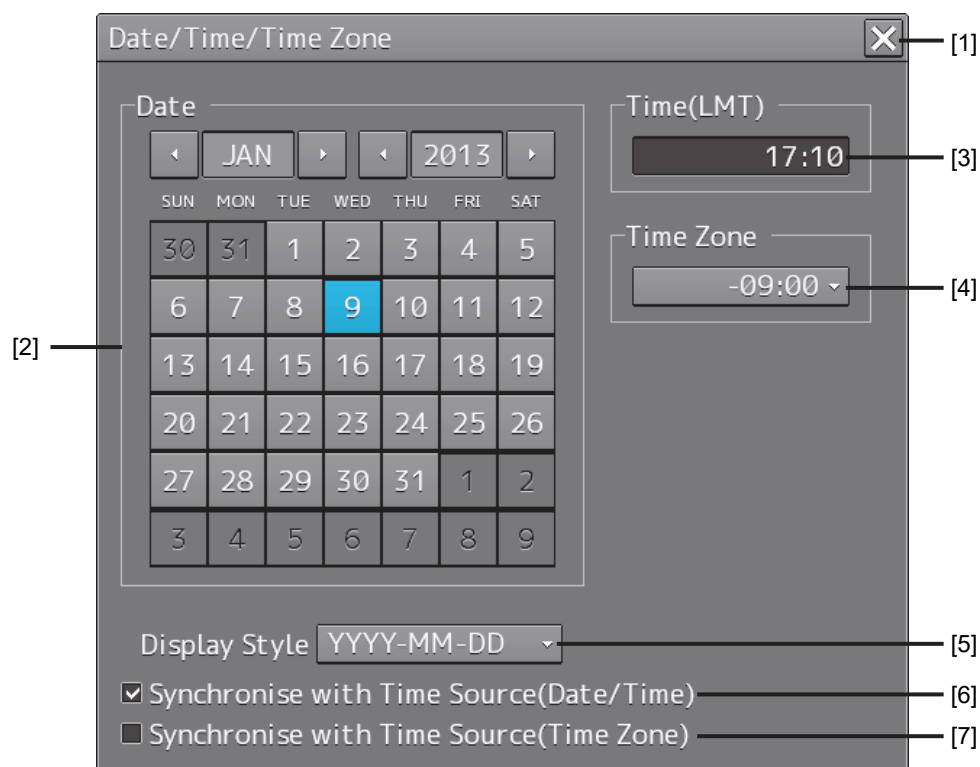 Date/Time/Time Zone
[1]
Date
JAN
2013
SUN MON TUE WED THU FRI SAT
30 31 1 2 3 4 5
6 7 8 9 10 11 12
13 14 15 16 17 18 19
20 21 22 23 24 25 26
27 28 29 30 31 1 2
3 4 5 6 7 8 9
[2]
Time(LMT)
17:10
[3]
Time Zone
-09:00
[4]
Display Style YYYY-MM-DD
[5]
Synchronise with Time Source(Date/Time)
[6]
Synchronise with Time Source(Time Zone)
[7]